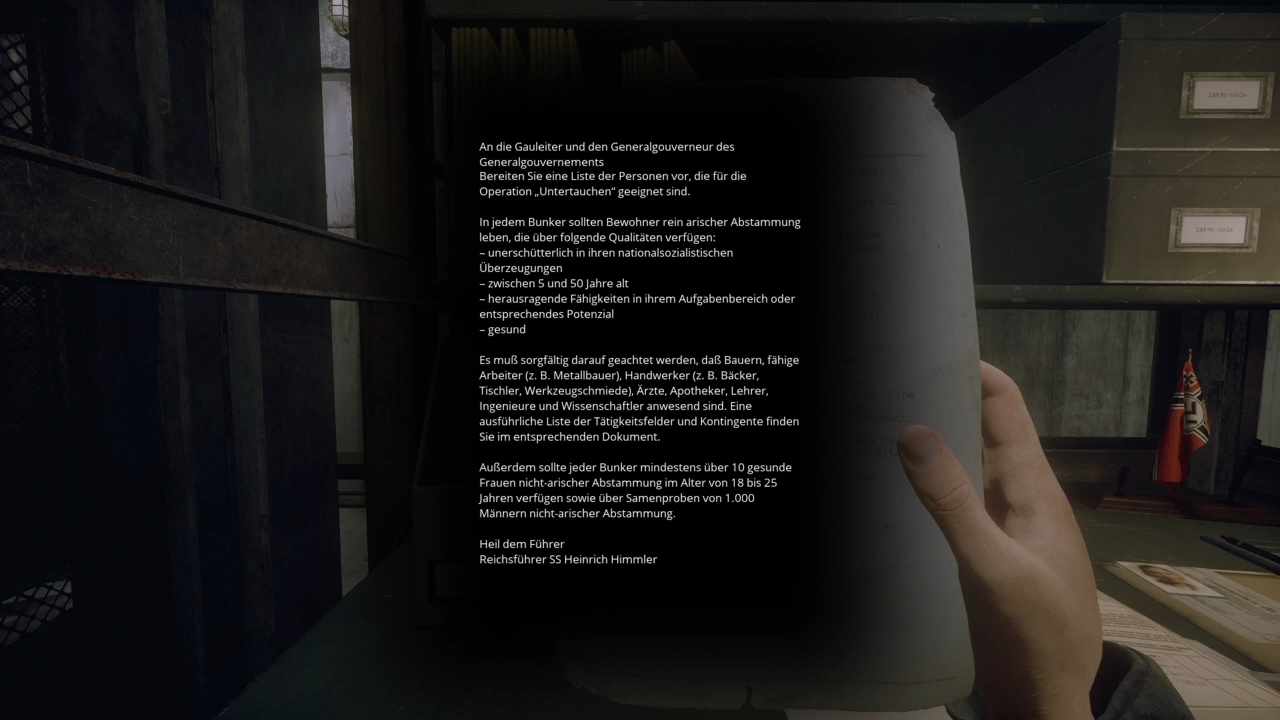 An die Gauleiter und den Generalgouverneur des
Generalgouvernements
Bereiten Sie eine Liste der Personen vor, die für die
Operation „Untertauchen“ geeignet sind.
In jedem Bunker sollten Bewohner rein arischer Abstammung
leben, die über folgende Qualitäten verfügen:
– unerschütterlich in ihren nationalsozialistischen
Überzeugungen
– zwischen 5 und 50 Jahre alt
– herausragende Fähigkeiten in ihrem Aufgabenbereich oder
entsprechendes Potenzial
– gesund
Es muß sorgfältig darauf geachtet werden, daß Bauern, fähige
Arbeiter (z. B. Metallbauer), Handwerker (z. B. Bäcker,
Tischler, Werkzeugschmiede), Ärzte, Apotheker, Lehrer,
Ingenieure und Wissenschaftler anwesend sind. Eine
ausführliche Liste der Tätigkeitsfelder und Kontingente finden
Sie im entsprechenden Dokument.
Außerdem sollte jeder Bunker mindestens über 10 gesunde
Frauen nicht-arischer Abstammung im Alter von 18 bis 25
Jahren verfügen sowie über Samenproben von 1.000
Männern nicht-arischer Abstammung.
Heil dem Führer
Reichsführer SS Heinrich Himmler